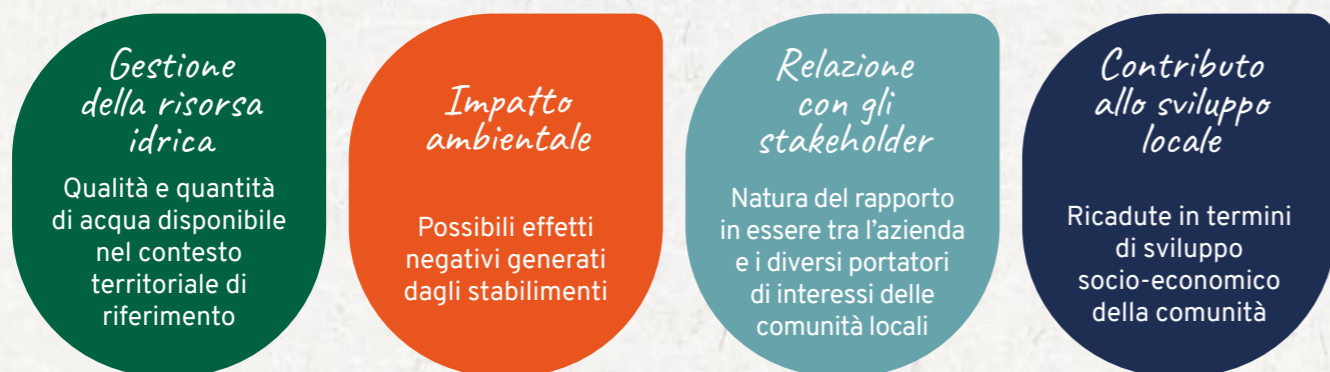 Gestione
della risorsa
idrica
Qualità e quantità
di acqua disponibile
nel contesto
territoriale di
riferimento
Impatto
ambientale
Possibili effetti
negativi generati
dagli stabilimenti
Relazione
con gli
stakeholder
Natura del rapporto
in essere tra l’azienda
e i diversi portatori
di interessi delle
comunità locali
Contributo
allo sviluppo
locale
Ricadute in termini
di sviluppo
socio-economico
della comunità